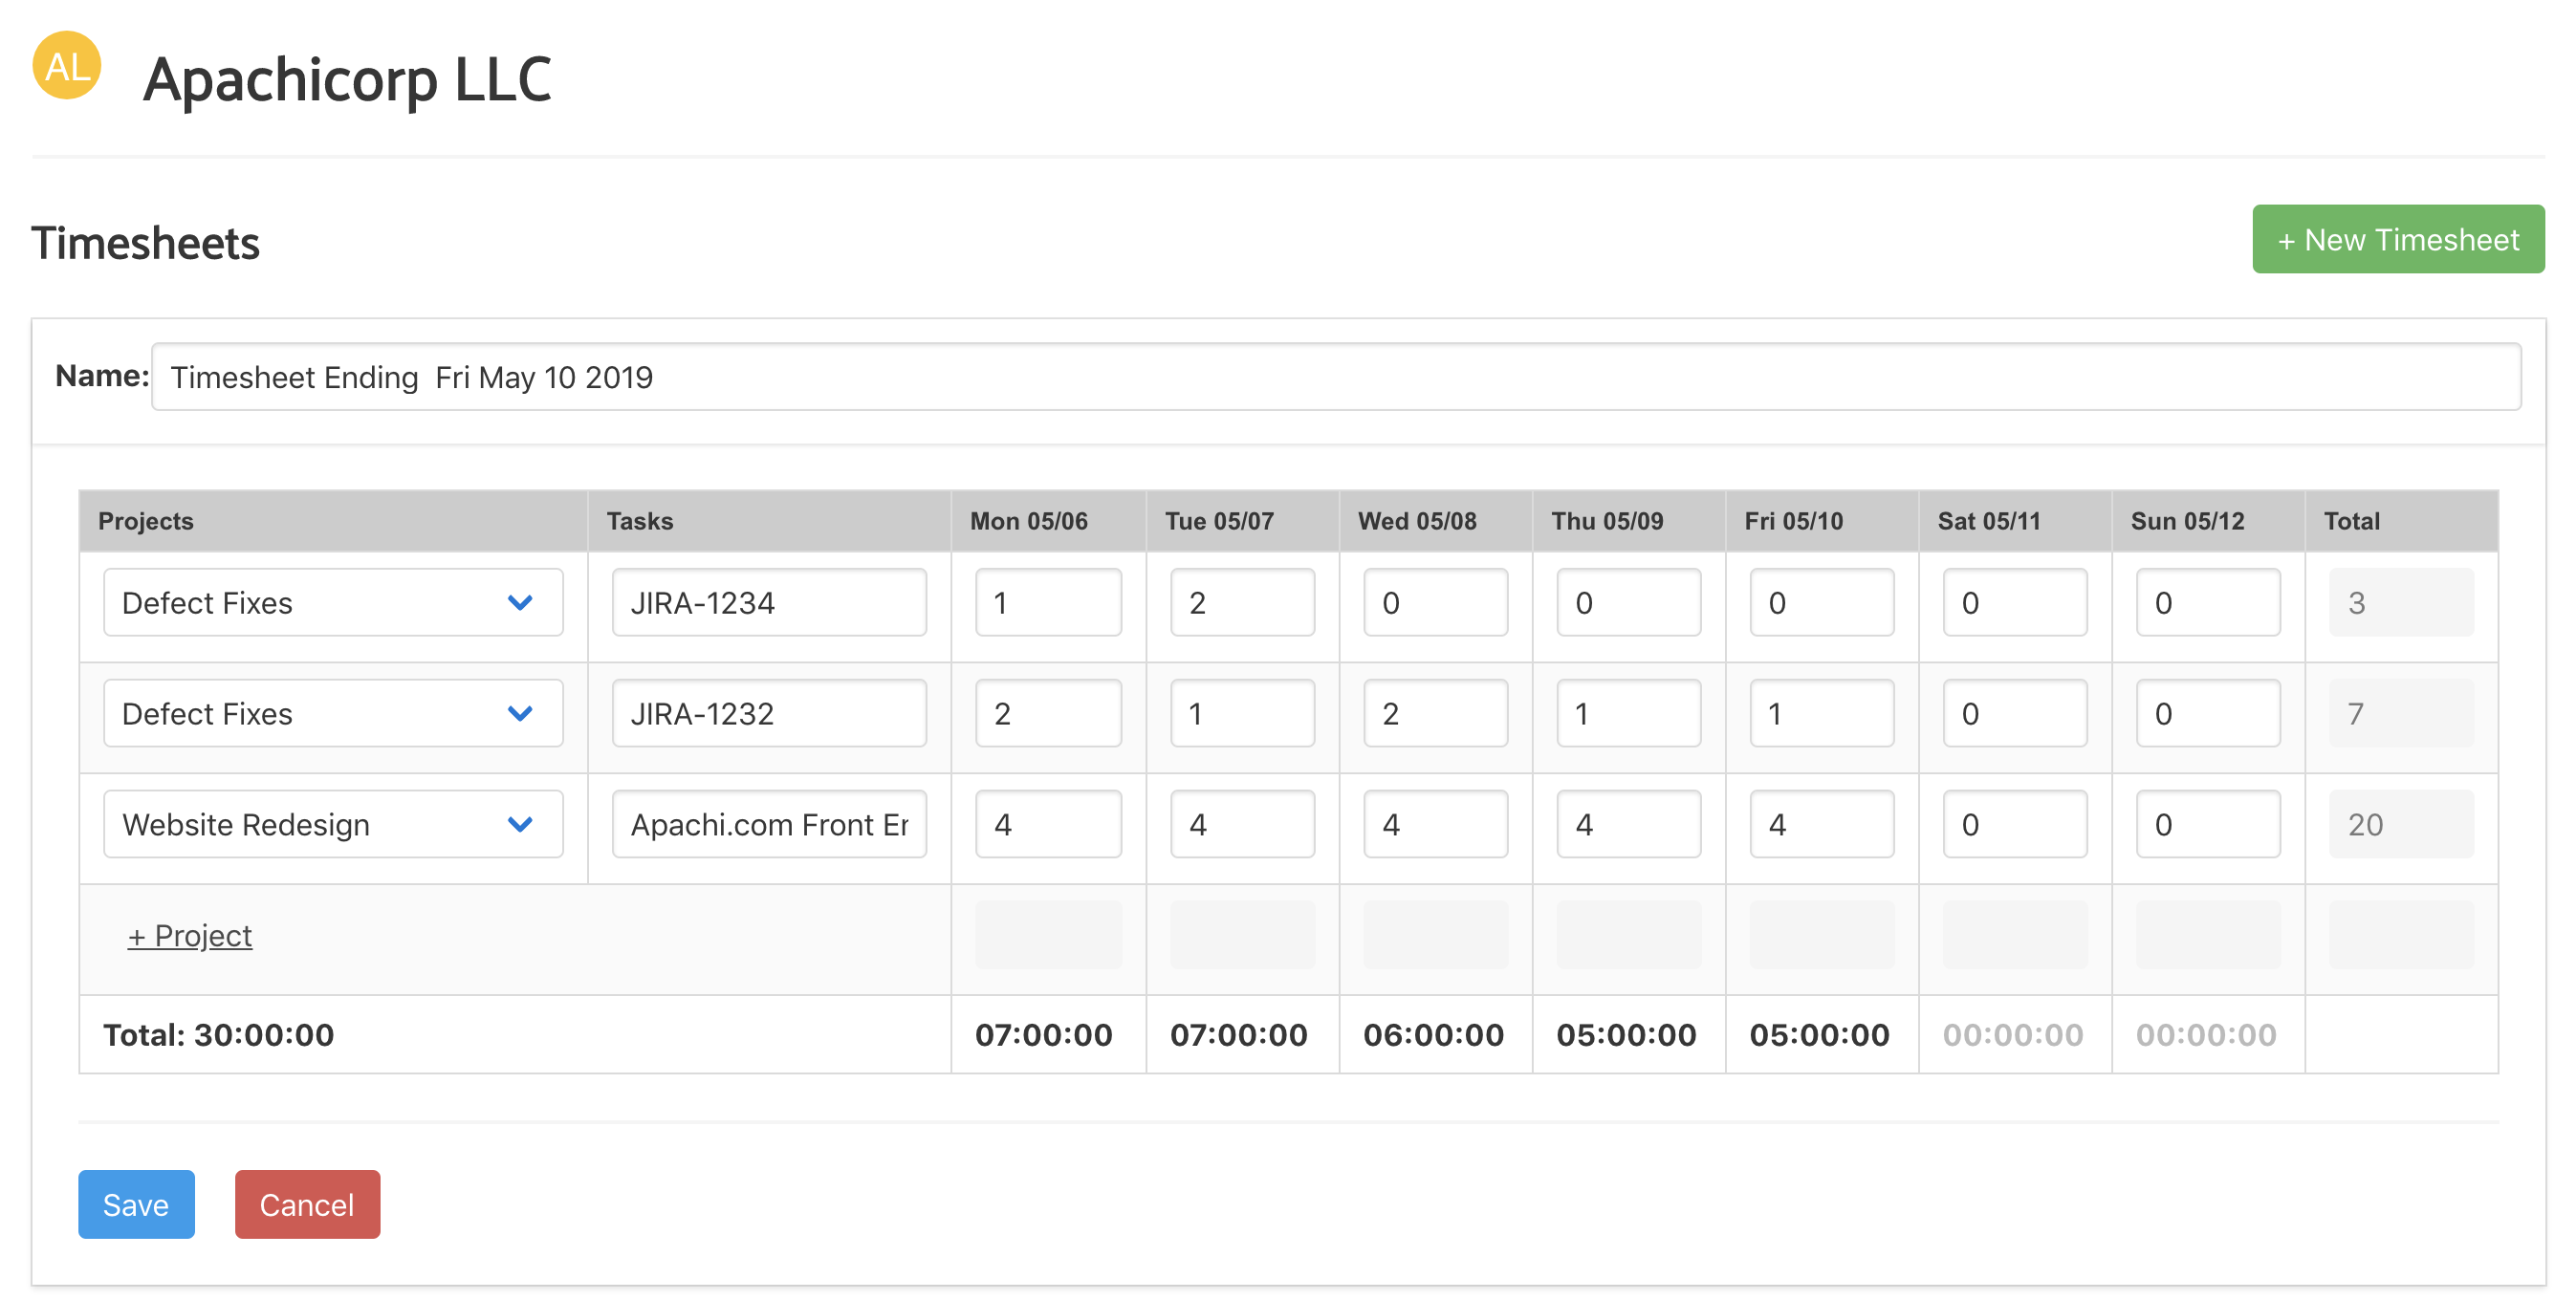 AL
Apachicorp LLC
Timesheets
+ New Timesheet
Name: Timesheet Ending  Fri May 10 2019
Projects Tasks Mon 05/06 Tue 05/07 Wed 05/08 Thu 05/09 Fri 05/10 Sat 05/11 Sun 05/12 Total
Defect Fixes JIRA-1234 1 2 0 0 0 0 0 3
Defect Fixes JIRA-1232 2 1 2 1 1 0 0 7
Website Redesign Apachi.com Front 4 4 4 4 4 0 0 20
+ Project
Total: 30:00:00 07:00:00 07:00:00 06:00:00 05:00:00 05:00:00 00:00:00 00:00:00
Save Cancel